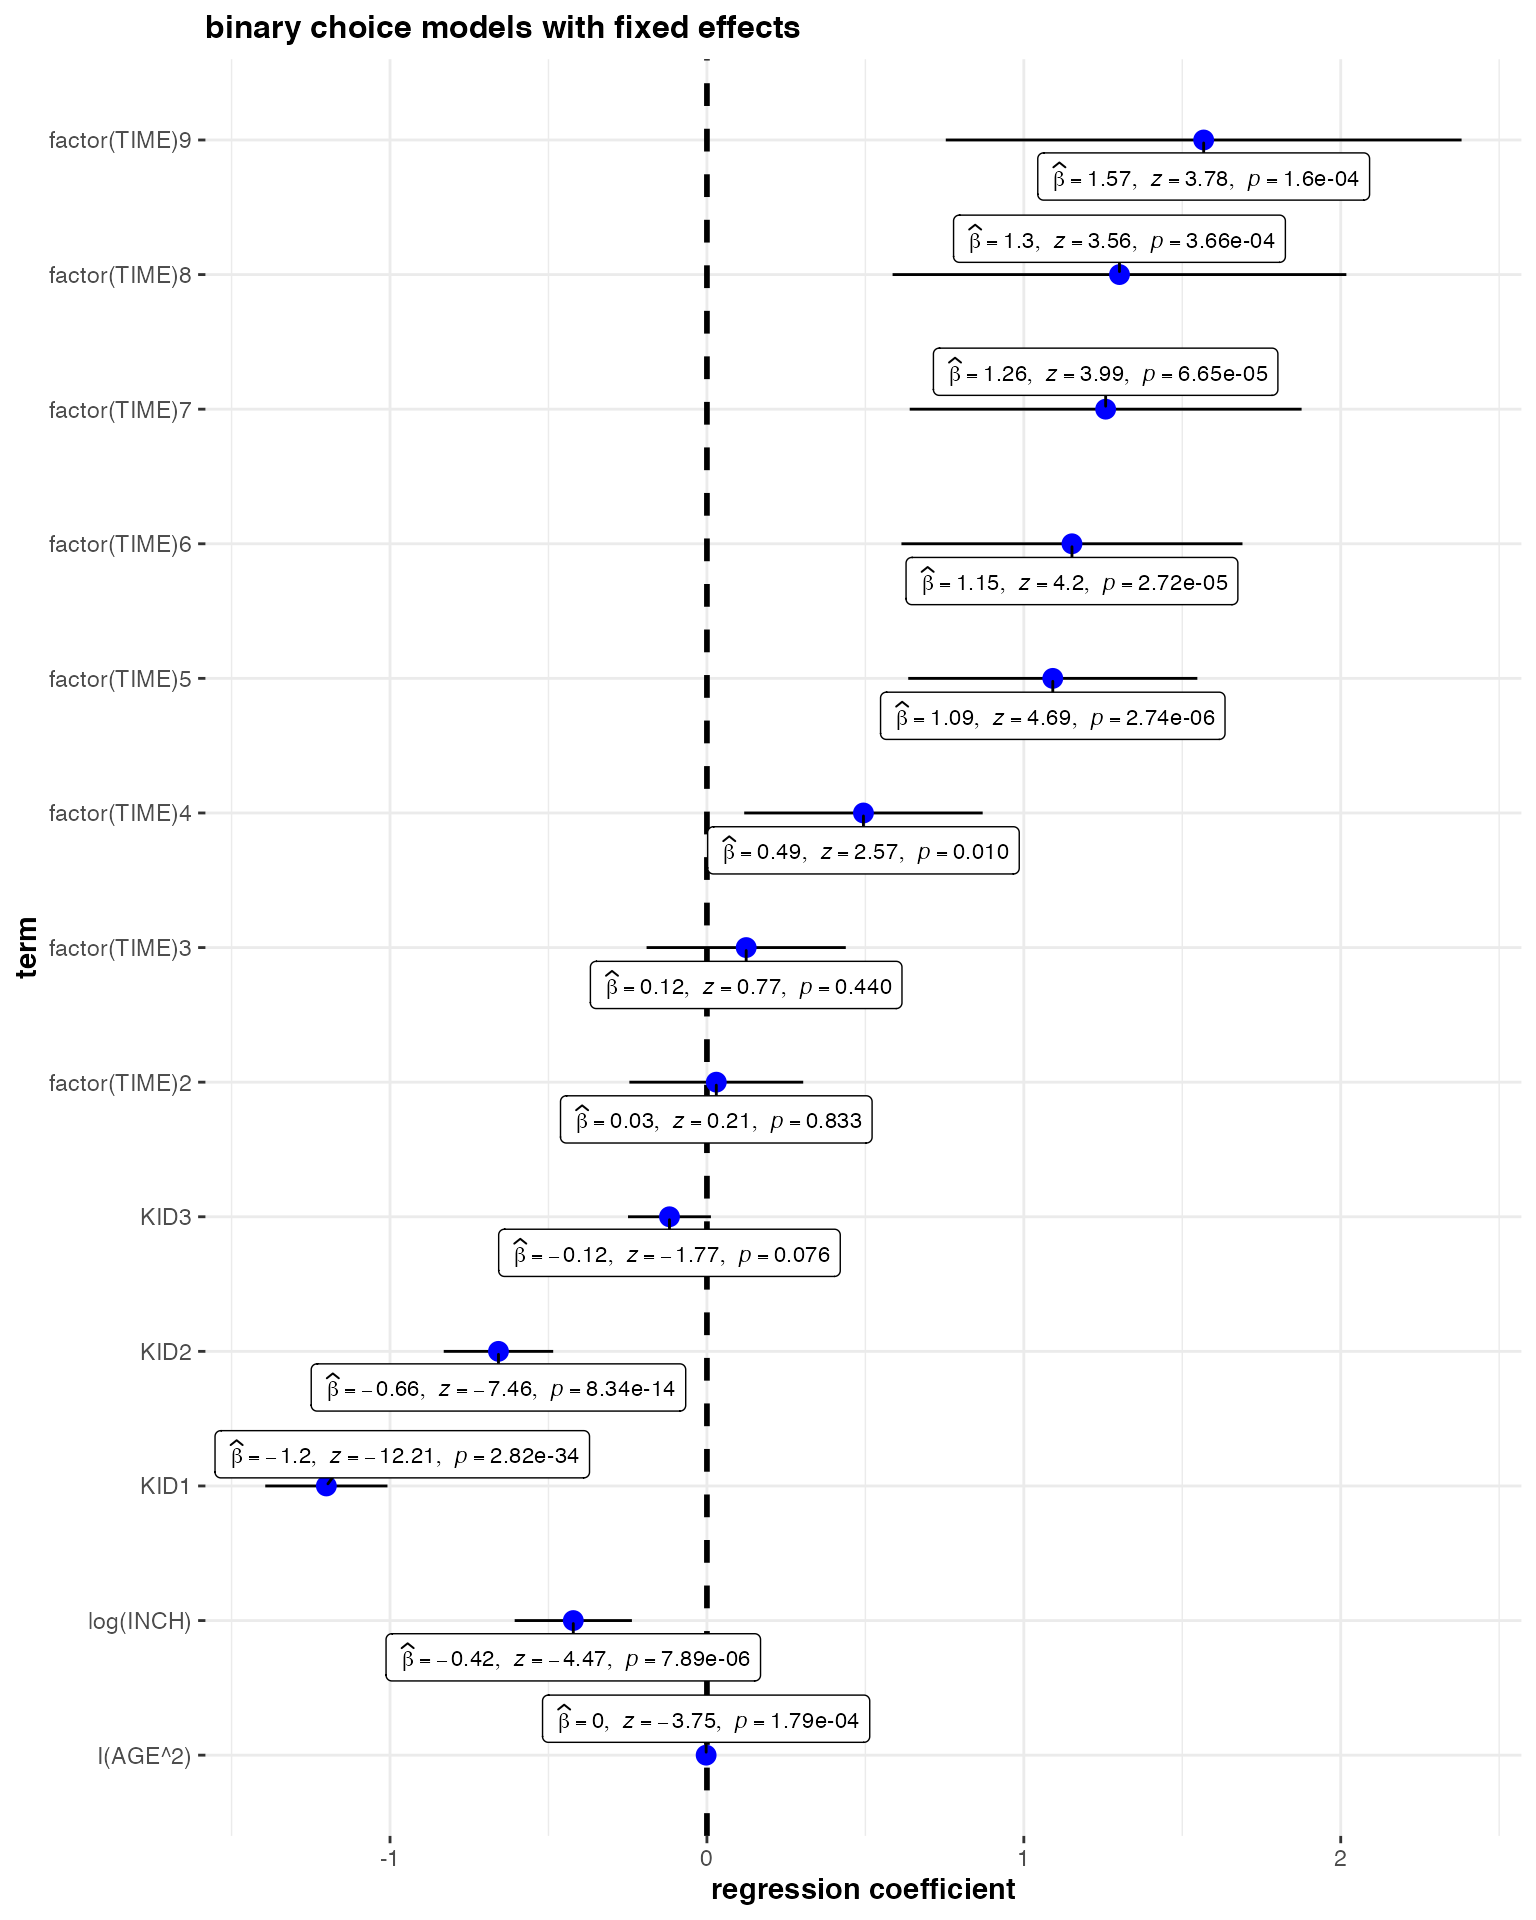 binary choice models with fixed effects
factor(TIME)9
β̂ = 1.57, z = 3.78, p = 1.6e-04
β̂ = 1.3, z = 3.56, p = 3.66e-04
factor(TIME)8
β̂ = 1.26, z = 3.99, p = 6.65e-05
factor(TIME)7
factor(TIME)6
β̂ = 1.15, z = 4.2, p = 2.72e-05
factor(TIME)5
β̂ = 1.09, z = 4.69, p = 2.74e-06
factor(TIME)4
β̂ = 0.49, z = 2.57, p = 0.010
term
factor(TIME)3
β̂ = 0.12, z = 0.77, p = 0.440
factor(TIME)2
β̂ = 0.03, z = 0.21, p = 0.833
KID3
β̂ = −0.12, z = −1.77, p = 0.076
KID2
β̂ = −0.66, z = −7.46, p = 8.34e-14
β̂ = −1.2, z = −12.21, p = 2.82e-34
KID1
log(INCH)
β̂ = −0.42, z = −4.47, p = 7.89e-06
β̂ = 0, z = −3.75, p = 1.79e-04
I(AGE^2)
-1 0 1 2
regression coefficient